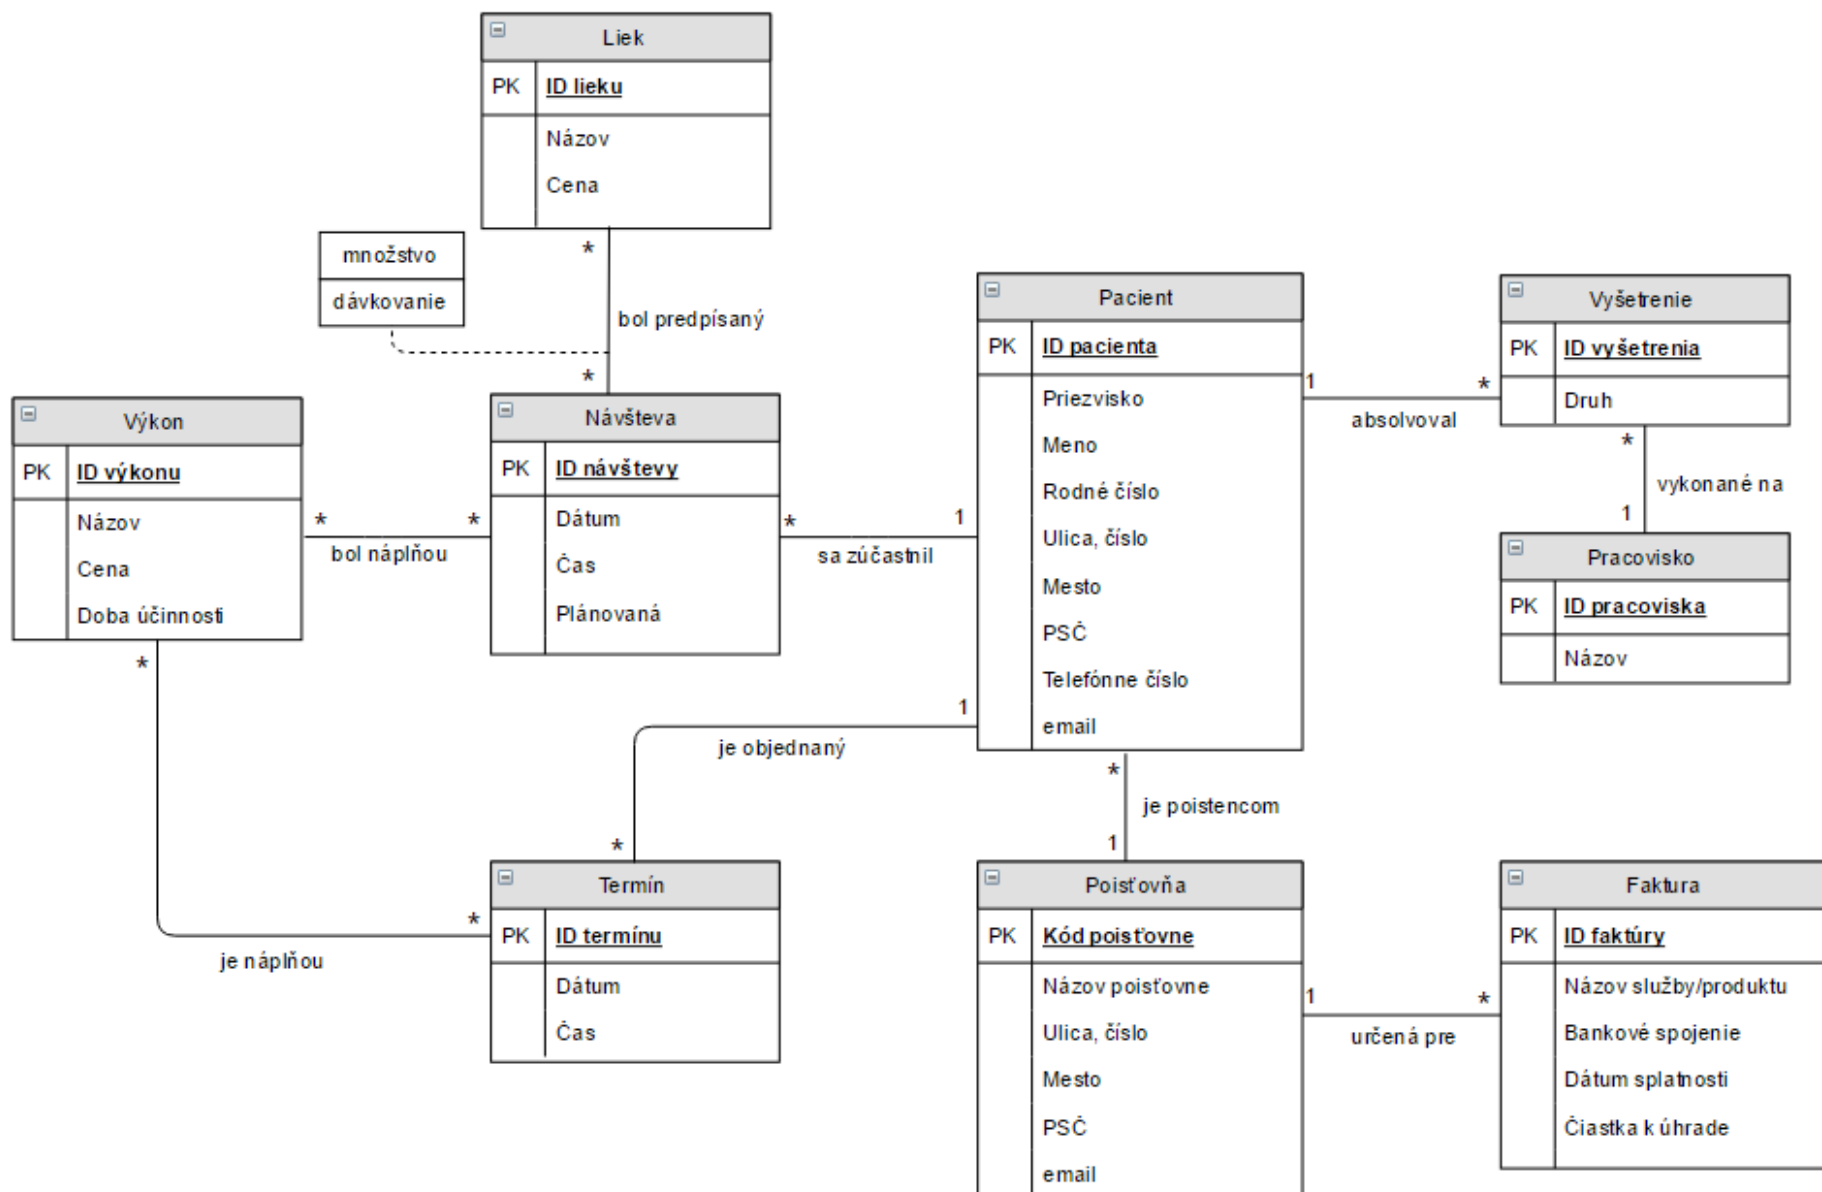 Liek
PK ID lieku
Názov
Cena
*
množstvo
dávkovanie
bol predpísaný
*
Výkon
PK ID výkonu
Názov
Cena
Doba účinnosti
*
*
bol náplňou
*
Návšteva
PK ID návštevy
Dátum
Čas
Plánovaná
*
sa zúčastnil
1
Pacient
PK ID pacienta
Priezvisko
Meno
Rodné číslo
Ulica, číslo
Mesto
PSČ
Telefónne číslo
email
1
absolvoval
*
Vyšetrenie
PK ID vyšetrenia
Druh
*
vykonané na
1
Pracovisko
PK ID pracoviska
Názov
1
je objednaný
*
*
je poistencom
1
je náplňou
*
Termín
PK ID termínu
Dátum
Čas
Poisťovňa
PK Kód poisťovne
Názov poisťovne
Ulica, číslo
Mesto
PSČ
email
1
určená pre
*
Faktura
PK ID faktúry
Názov služby/produktu
Bankové spojenie
Dátum splatnosti
Čiastka k úhrade